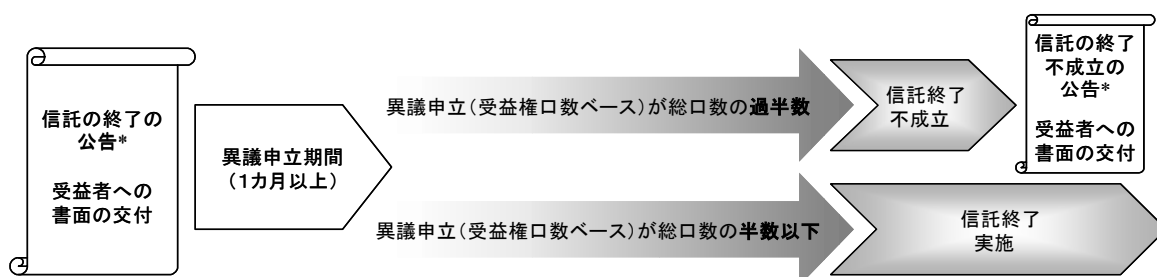 信託の終了の
公告*
受益者への
書面の交付
異議申立期間
（1カ月以上）
異議申立（受益権口数ベース）が総口数の過半数
信託終了
不成立
信託の終了
不成立の
公告*
受益者への
書面の交付
異議申立（受益権口数ベース）が総口数の半数以下
信託終了
実施